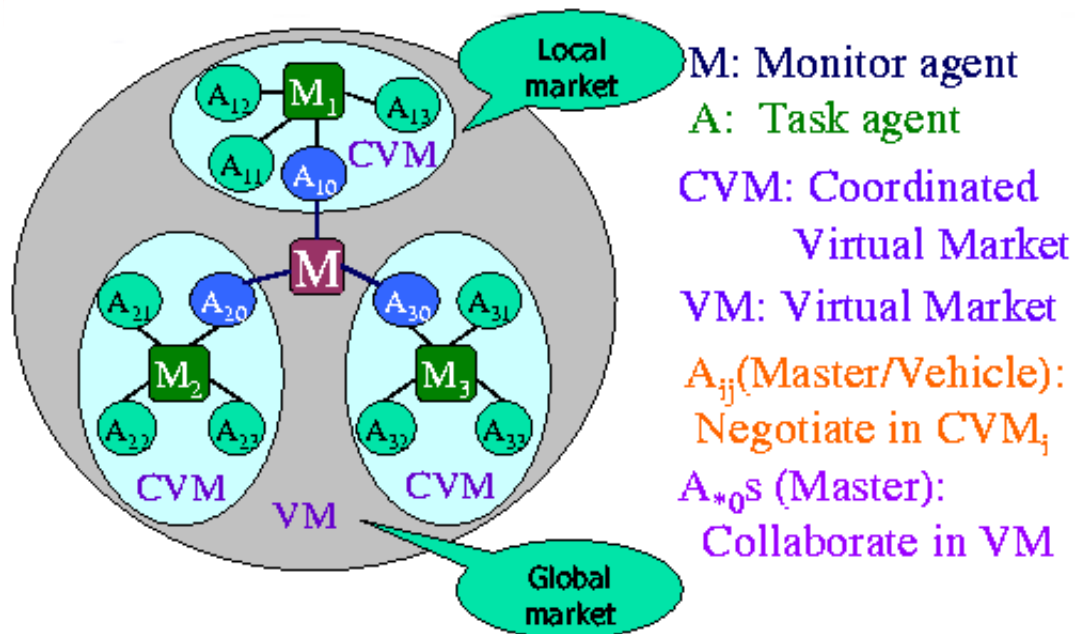 Local
market
A₁₂
M₁
A₁₃
A₁₁
A₁₀
CVM
M
A₂₁
A₂₀
M₂
A₂₂
A₂₃
CVM
A₃₀
A₃₁
M₃
A₃₂
A₃₃
CVM
VM
Global
market
M: Monitor agent
A: Task agent
CVM: Coordinated
Virtual Market
VM: Virtual Market
Aᵢⱼ(Master/Vehicle):
Negotiate in CVMᵢ
A*₀s (Master):
Collaborate in VM